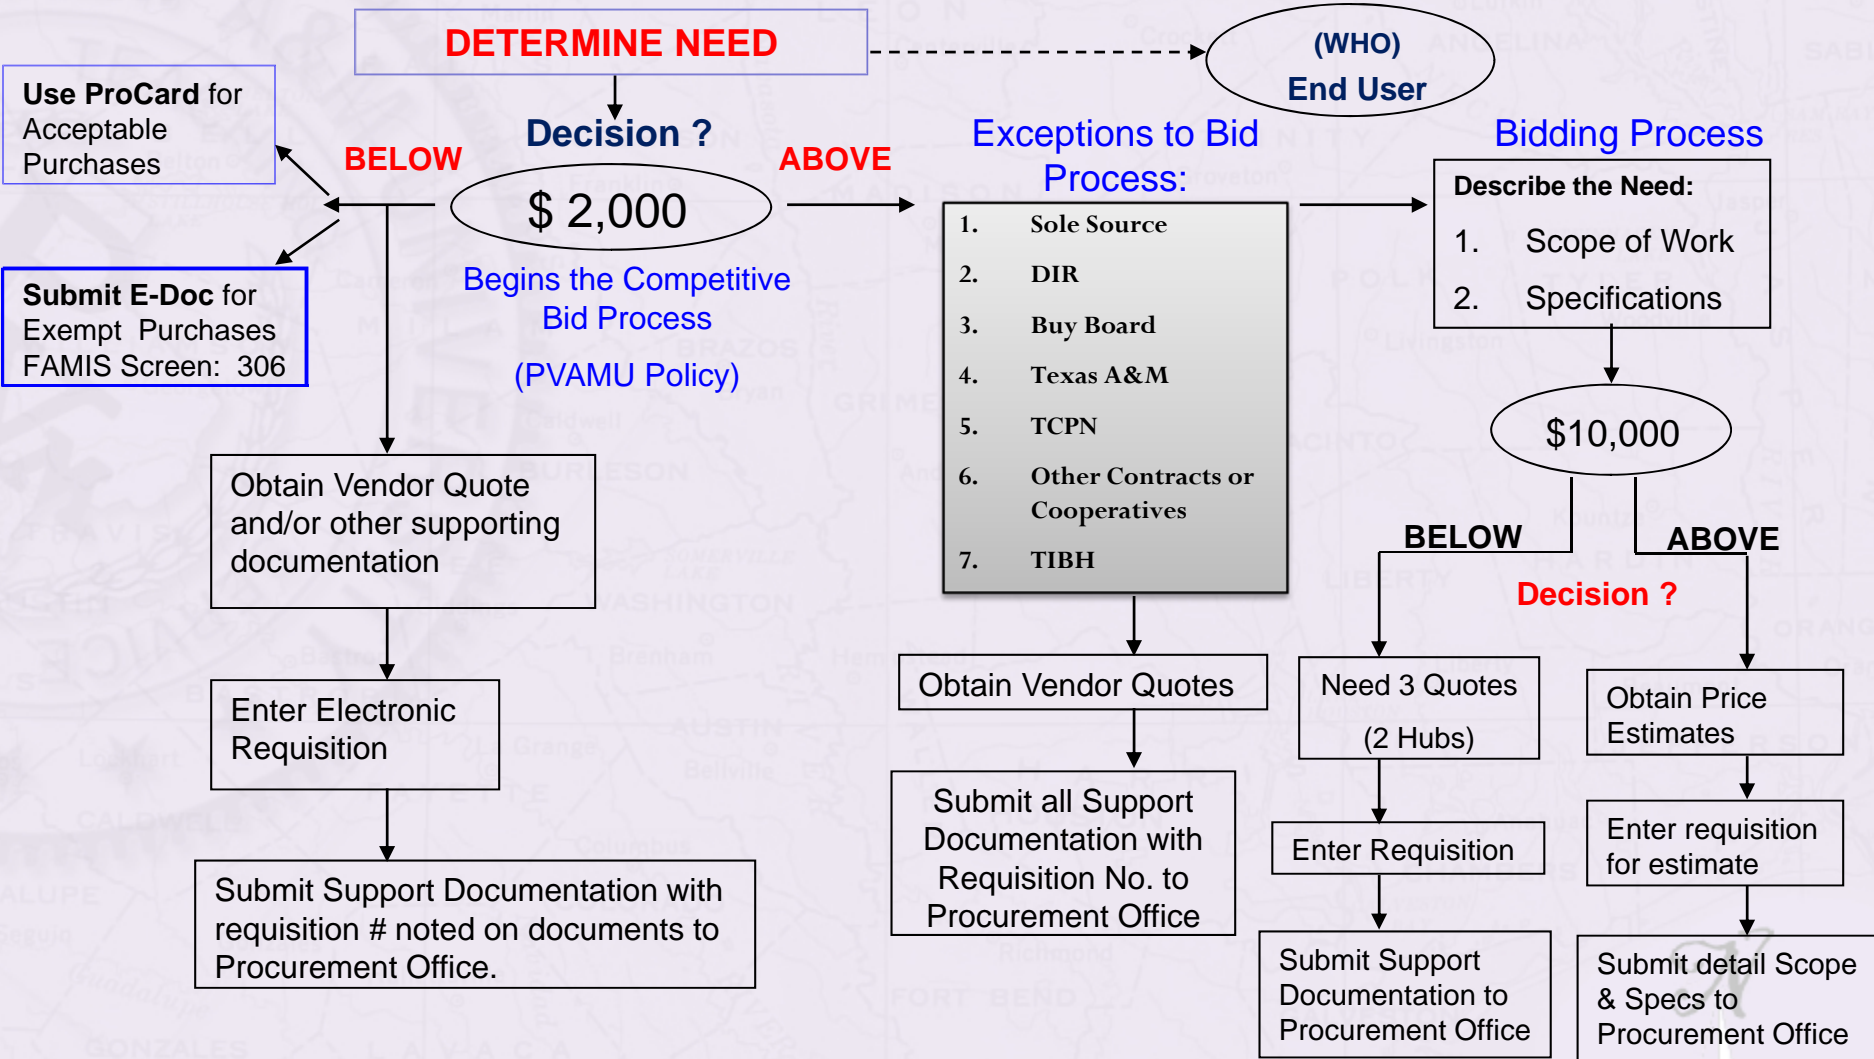 DETERMINE NEED
(WHO)
End User
Use ProCard for
Acceptable
Purchases
BELOW
Decision ?
$ 2,000
ABOVE
Begins the Competitive
Bid Process
(PVAMU Policy)
Submit E-Doc for
Exempt Purchases
FAMIS Screen: 306
Obtain Vendor Quote
and/or other supporting
documentation
Enter Electronic
Requisition
Submit Support Documentation with
requisition # noted on documents to
Procurement Office.
Exceptions to Bid
Process:
1. Sole Source
2. DIR
3. Buy Board
4. Texas A&M
5. TCPN
6. Other Contracts or
Cooperatives
7. TIBH
Obtain Vendor Quotes
Submit all Support
Documentation with
Requisition No. to
Procurement Office
Bidding Process
Describe the Need:
1. Scope of Work
2. Specifications
$10,000
BELOW
ABOVE
Decision ?
Need 3 Quotes
(2 Hubs)
Enter Requisition
Submit Support
Documentation to
Procurement Office
Obtain Price
Estimates
Enter requisition
for estimate
Submit detail Scope
& Specs to
Procurement Office